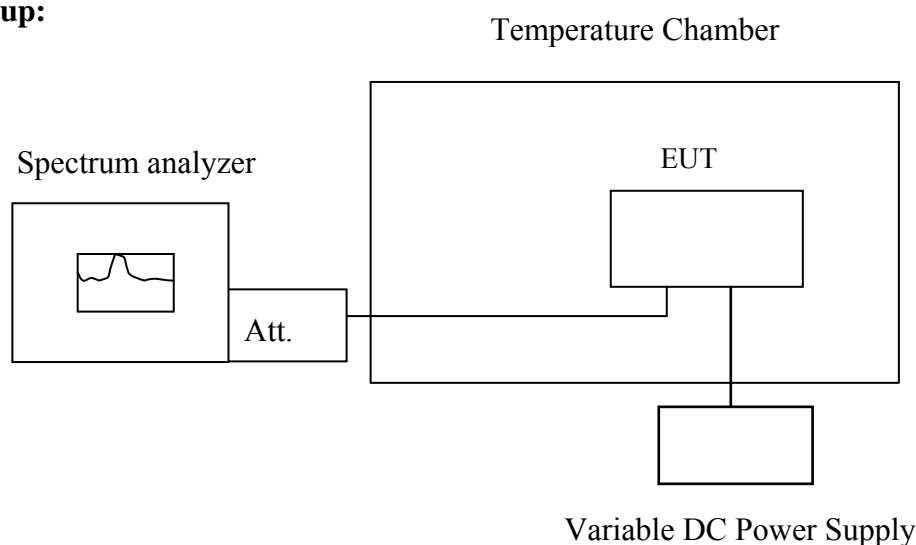 up:
Temperature Chamber
Spectrum analyzer
EUT
Att.
Variable DC Power Supply